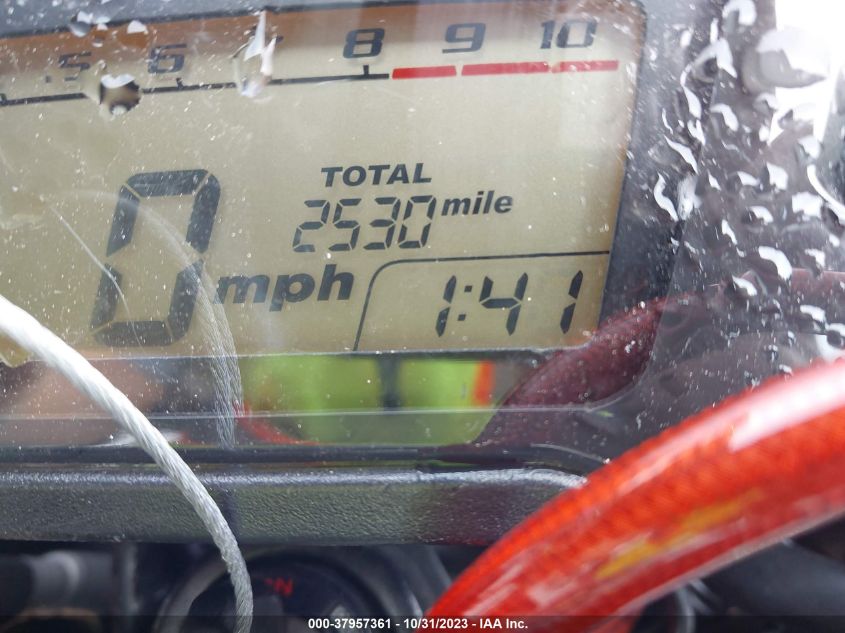 5 6 7 8 9 10
TOTAL
2530 mile
0 mph
1:41
ON
000-37957361 - 10/31/2023 - IAA Inc.